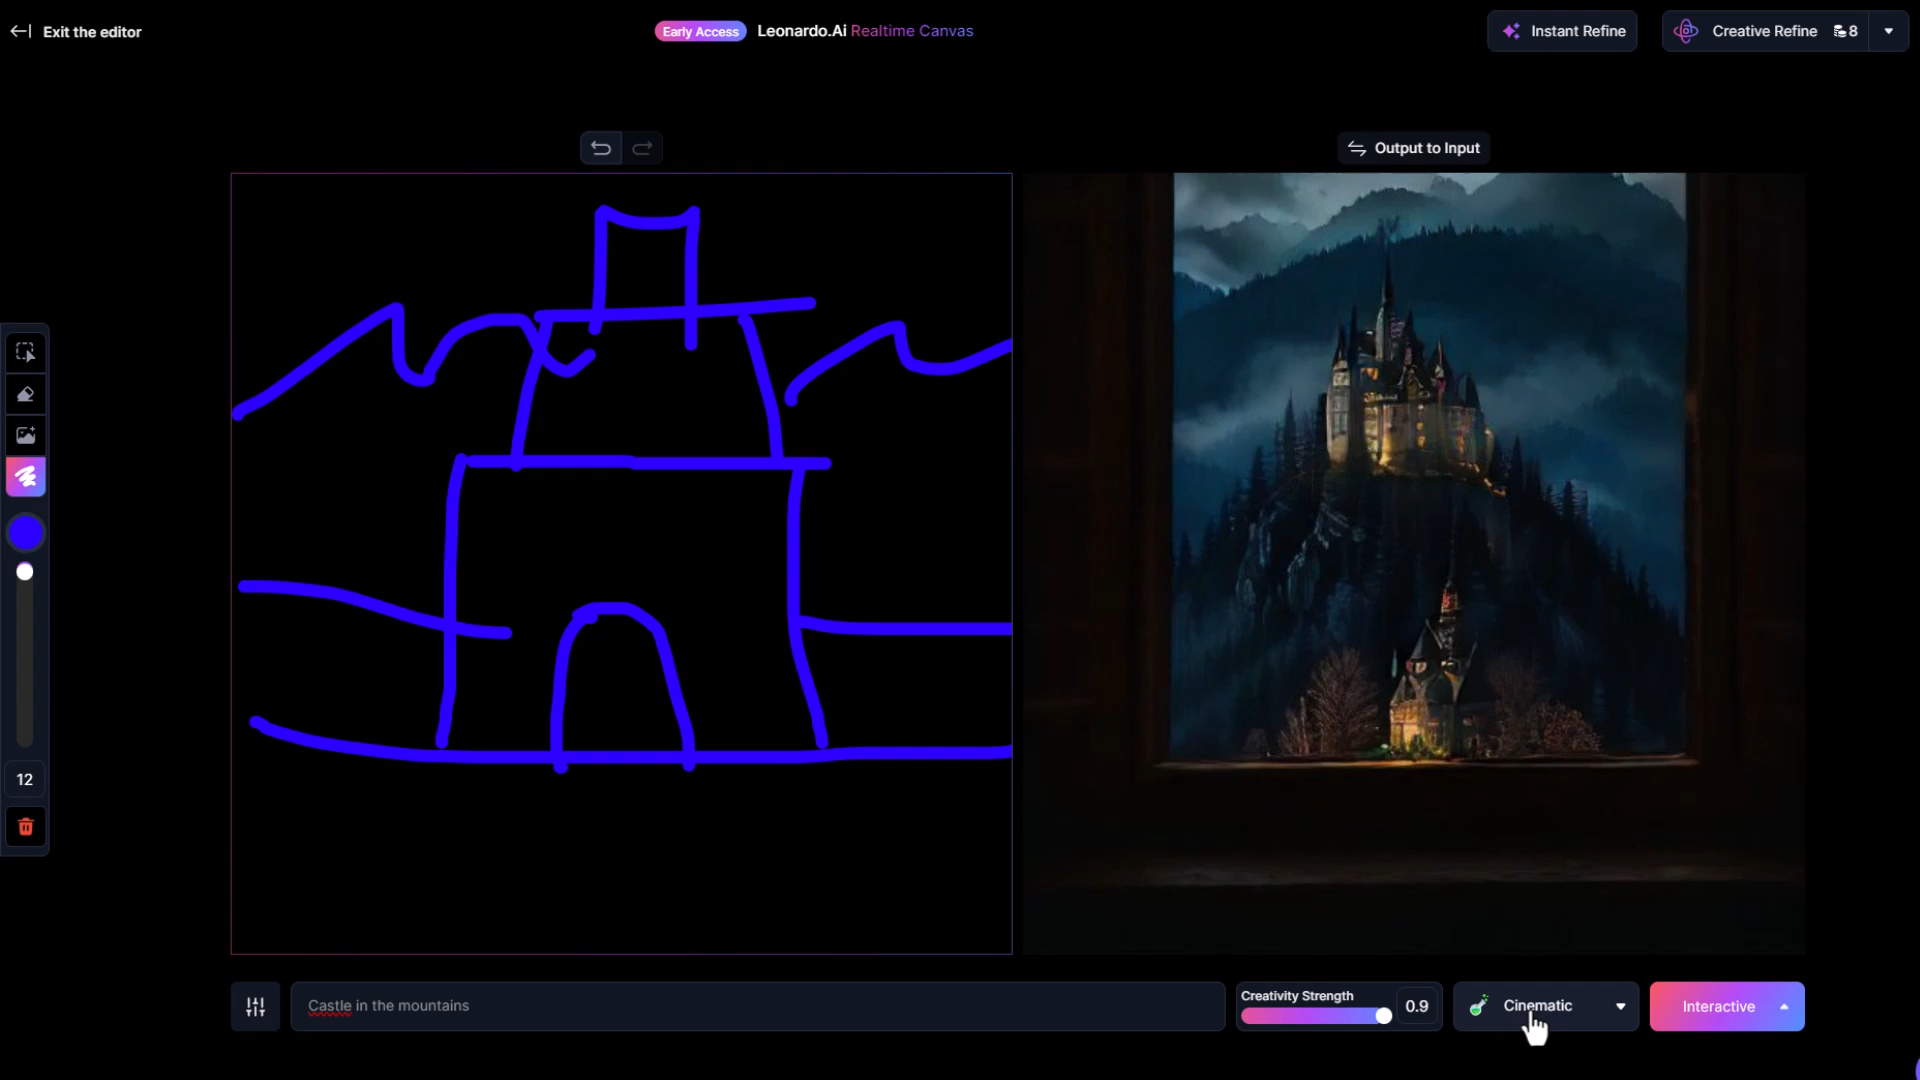 Exit the editor
Early Access Leonardo.Ai Realtime Canvas
Instant Refine
Creative Refine 8
Output to Input
12
Castle in the mountains
Creativity Strength
0.9
Cinematic
Interactive